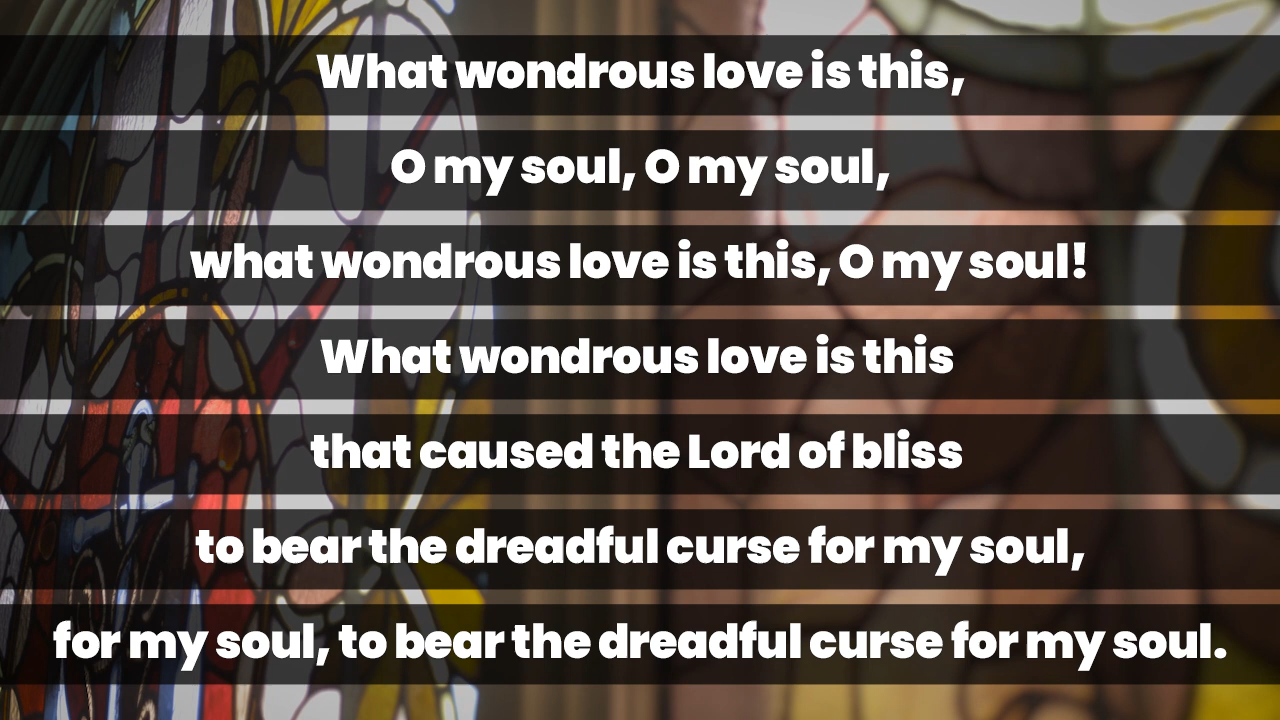 What wondrous love is this,
O my soul, O my soul,
what wondrous love is this, O my soul!
What wondrous love is this
that caused the Lord of bliss
to bear the dreadful curse for my soul,
for my soul, to bear the dreadful curse for my soul.